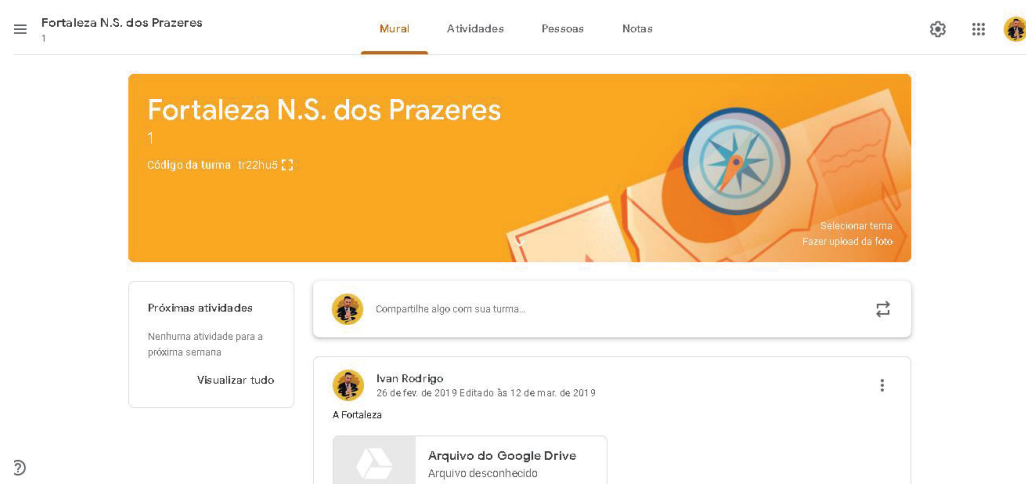 Fortaleza N.S. dos Prazeres
1
Mural
Atividades
Pessoas
Notas
Fortaleza N.S. dos Prazeres
1
Código da turma tr22hu5
Selecionar tema
Fazer upload da foto
Próximas atividades
Nenhuma atividade para a
próxima semana
Visualizar tudo
Compartilhe algo com sua turma...
Ivan Rodrigo
26 de fev. de 2019 Editado às 12 de mar. de 2019
A Fortaleza
Arquivo do Google Drive
Arquivo desconhecido